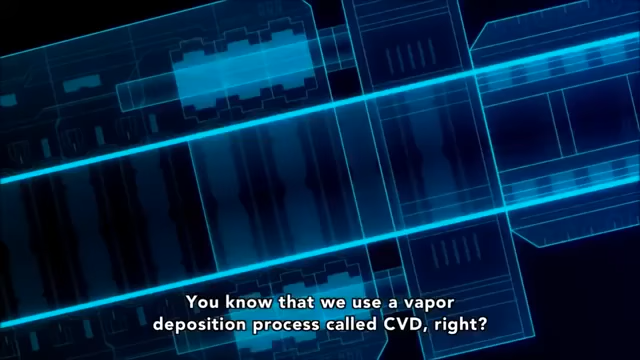 You know that we use a vapor
deposition process called CVD, right?